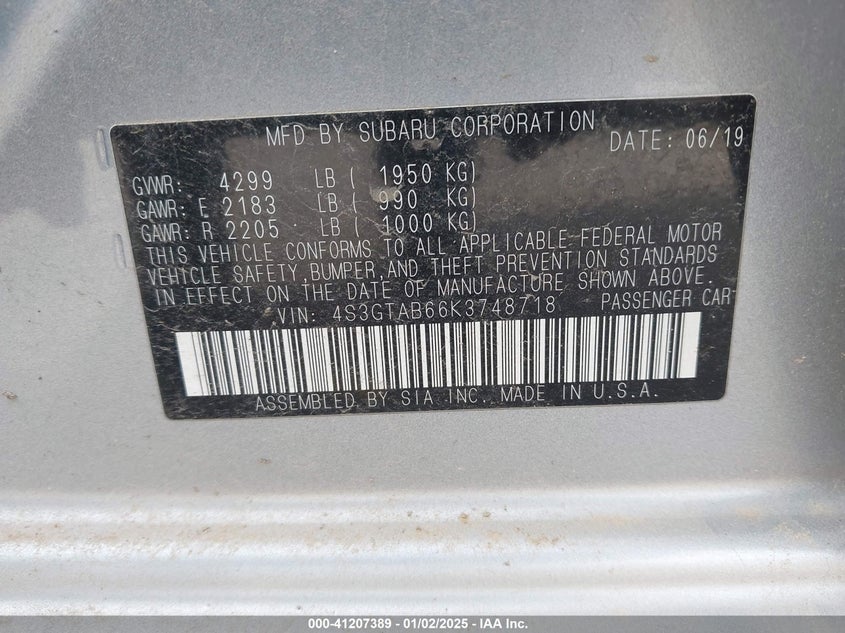 MFD BY SUBARU CORPORATION DATE: 06/19
GVWR: 4299 LB ( 1950 KG)
GAWR: F 2183 LB ( 990 KG)
GAWR: R 2205 LB ( 1000 KG)
THIS VEHICLE CONFORMS TO ALL APPLICABLE FEDERAL MOTOR
VEHICLE SAFETY, BUMPER, AND THEFT PREVENTION STANDARDS
IN EFFECT ON THE DATE OF MANUFACTURE SHOWN ABOVE.
VIN: 4S3GTAB66K3748718 PASSENGER CAR
ASSEMBLED BY SIA INC. MADE IN U.S.A.
000-41207389 - 01/02/2025 - IAA Inc.